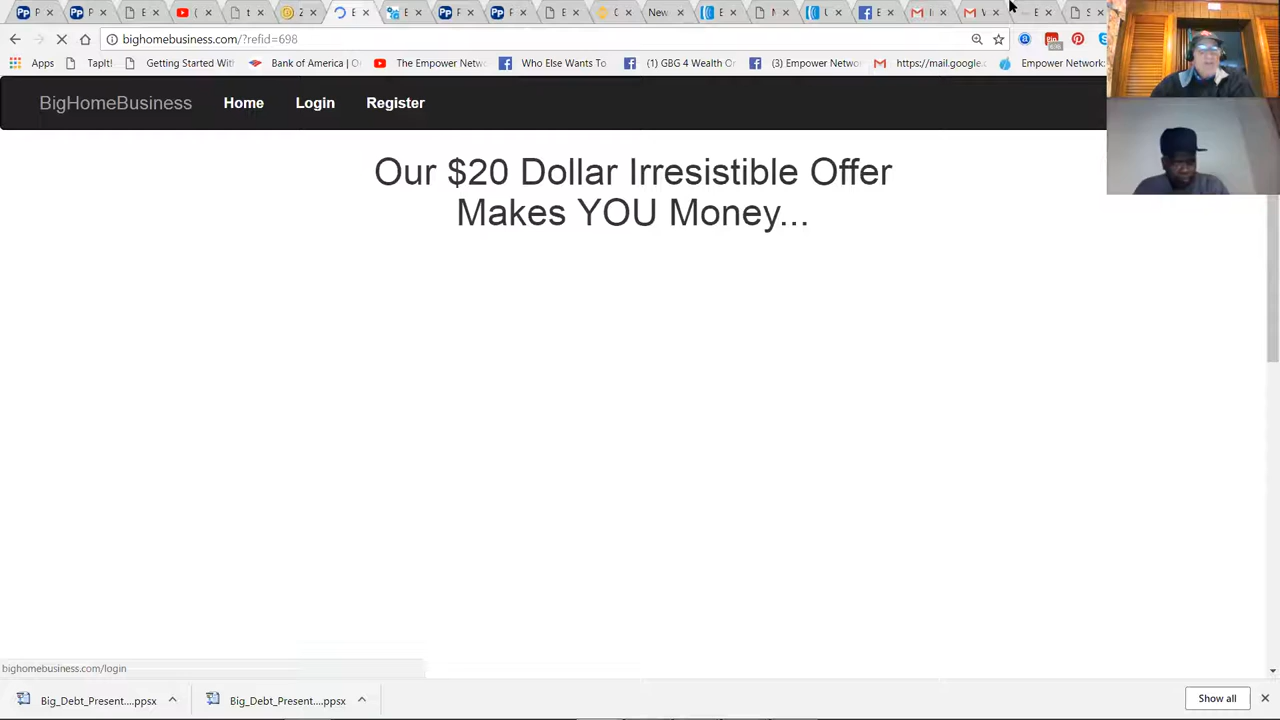 bighomebusiness.com/?refid=698
Apps TapIt! Getting Started Wit Bank of America | The Empower Netw Who Else Wants T (1) GBG 4 Wealth O (3) Empower Netwo https://mail.google.c Empower Network:
BigHomeBusiness Home Login Register
Our $20 Dollar Irresistible Offer
Makes YOU Money...
bighomebusiness.com/login
Big_Debt_Present....ppsx Big_Debt_Present....ppsx Show all